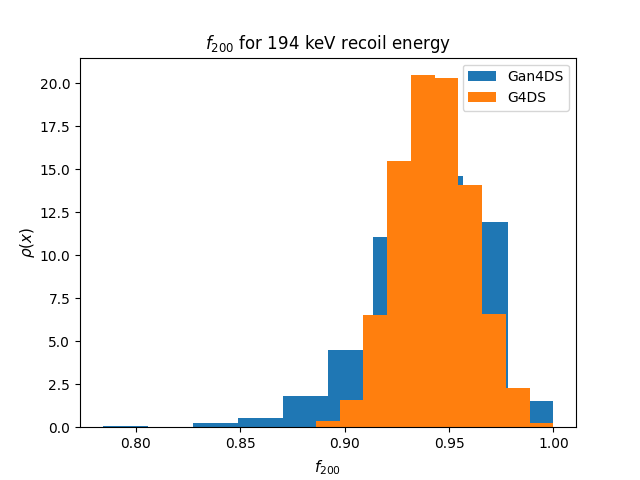 f₂₀₀ for 194 keV recoil energy
Gan4DS
G4DS
20.0
17.5
15.0
12.5
10.0
7.5
5.0
2.5
0.0
ρ(x)
0.80 0.85 0.90 0.95 1.00
f₂₀₀